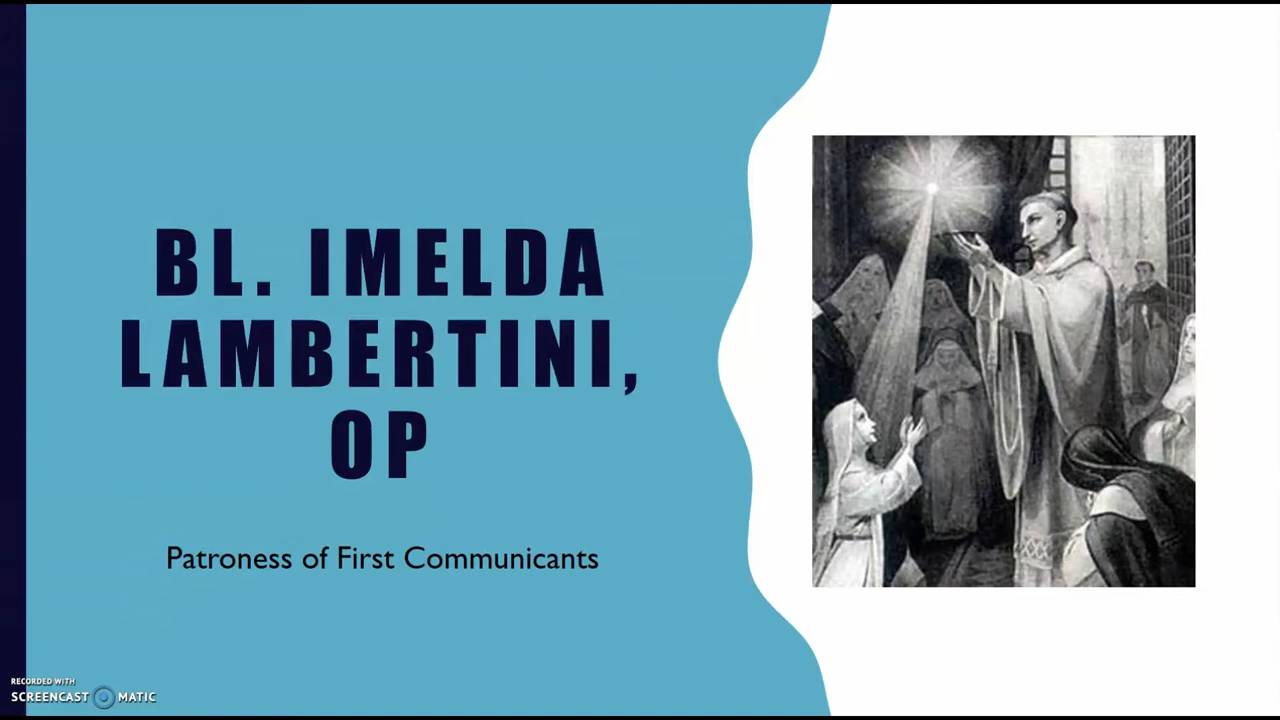 BL. IMELDA
LAMBERTINI,
OP
Patroness of First Communicants
RECORDED WITH
SCREENCAST MATIC